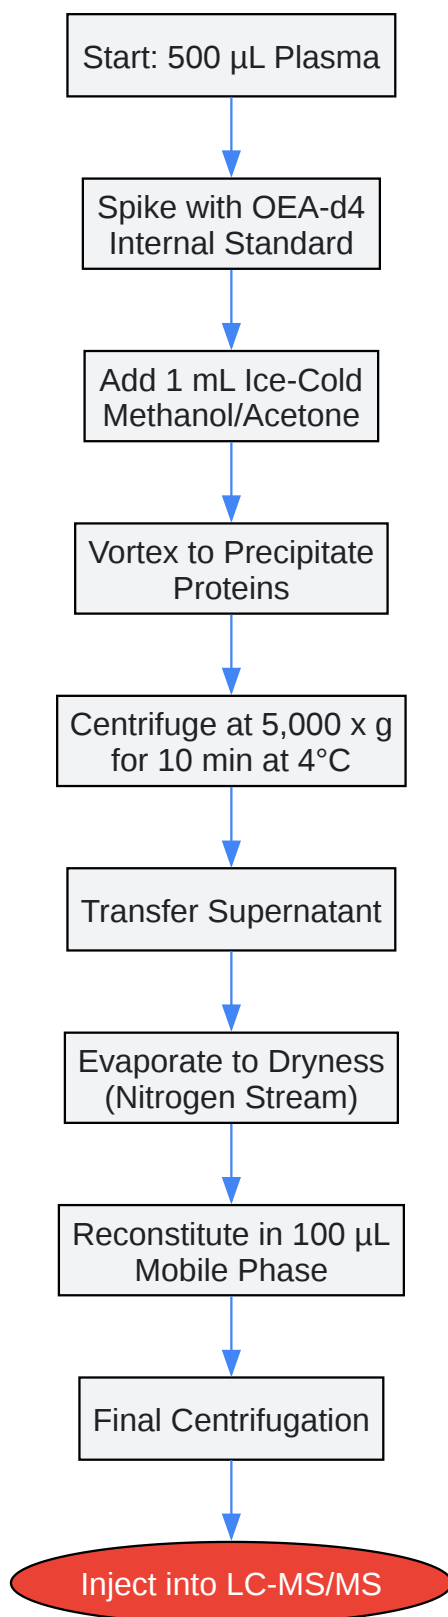 Start: 500 µL Plasma
Spike with OEA-d4
Internal Standard
Add 1 mL Ice-Cold
Methanol/Acetone
Vortex to Precipitate
Proteins
Centrifuge at 5,000 x g
for 10 min at 4°C
Transfer Supernatant
Evaporate to Dryness
(Nitrogen Stream)
Reconstitute in 100 µL
Mobile Phase
Final Centrifugation
Inject into LC-MS/MS